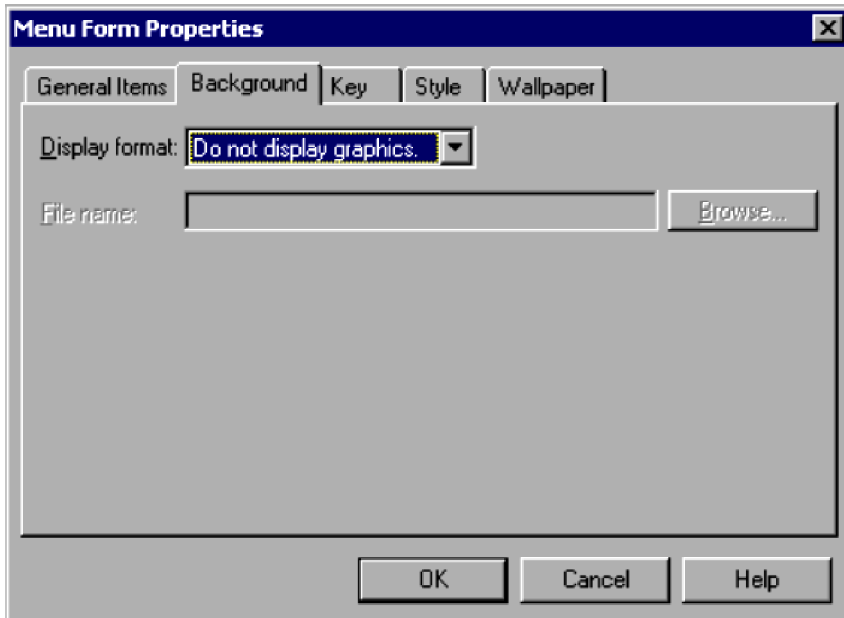 Menu Form Properties
General Items Background Key Style Wallpaper
Display format: Do not display graphics.
File name: Browse...
OK Cancel Help